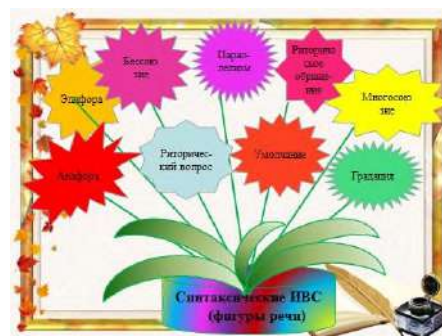 Бессою
зие
Парал-
лелизм
Риториче
ское
обраще-
ние
Эпифора
Многосою
зие
Риторичес-
кий вопрос
Умолчание
Анафора
Градация
Синтаксические ИВС
(фигуры речи)